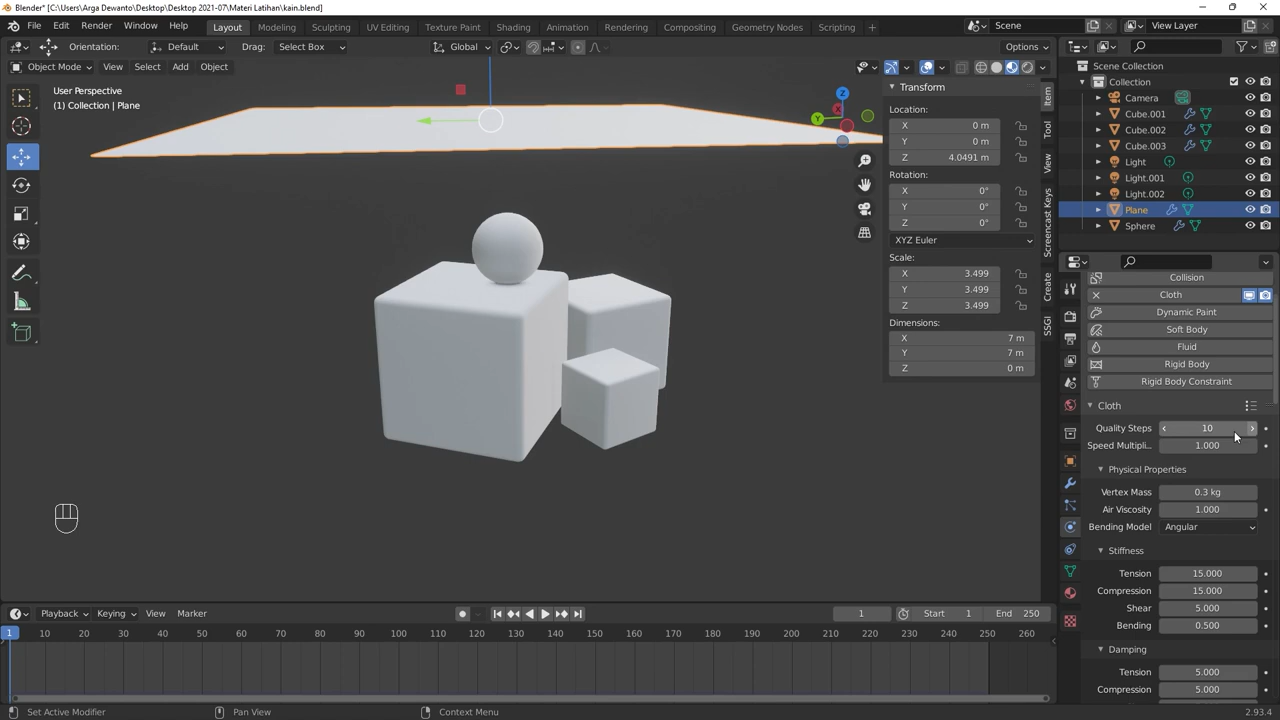 Blender* [C:\Users\Arga Dewanto\Desktop\Desktop 2021-07\Materi Latihan\kain.blend]
File Edit Render Window Help Layout Modeling Sculpting UV Editing Texture Paint Shading Animation Rendering Compositing Geometry Nodes Scripting + Scene View Layer
Orientation: Default Drag: Select Box Global Options
Object Mode View Select Add Object
User Perspective
(1) Collection | Plane
Z
X
Y
Transform
Location:
X 0 m
Y 0 m
Z 4.0491 m
Rotation:
X 0°
Y 0°
Z 0°
XYZ Euler
Scale:
X 3.499
Y 3.499
Z 3.499
Dimensions:
X 7 m
Y 7 m
Z 0 m
Item
Tool
View
Screencast Keys
Create
SSGI
Scene Collection
Collection
Camera
Cube.001
Cube.002
Cube.003
Light
Light.001
Light.002
Plane
Sphere
Collision
Cloth
Dynamic Paint
Soft Body
Fluid
Rigid Body
Rigid Body Constraint
Cloth
Quality Steps 10
Speed Multipli... 1.000
Physical Properties
Vertex Mass 0.3 kg
Air Viscosity 1.000
Bending Model Angular
Stiffness
Tension 15.000
Compression 15.000
Shear 5.000
Bending 0.500
Damping
Tension 5.000
Compression 5.000
Playback Keying View Marker 1 Start 1 End 250
1 10 20 30 40 50 60 70 80 90 100 110 120 130 140 150 160 170 180 190 200 210 220 230 240 250 260
Set Active Modifier Pan View Context Menu 2.93.4